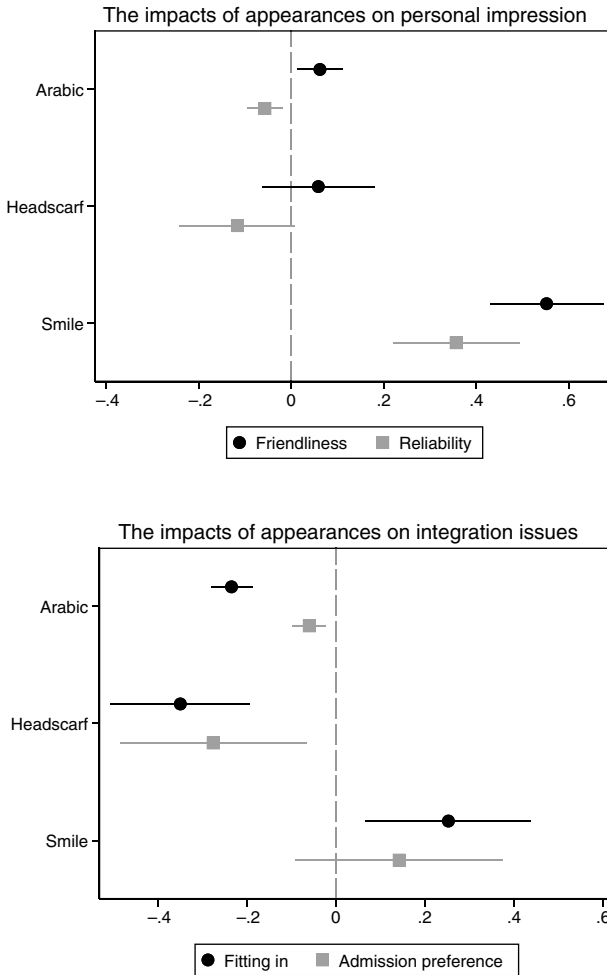 The impacts of appearances on personal impression
Arabic
Headscarf
Smile
–.4 –.2 0 .2 .4 .6
Friendliness Reliability
The impacts of appearances on integration issues
Arabic
Headscarf
Smile
–.4 –.2 0 .2 .4 .6
Fitting in Admission preference